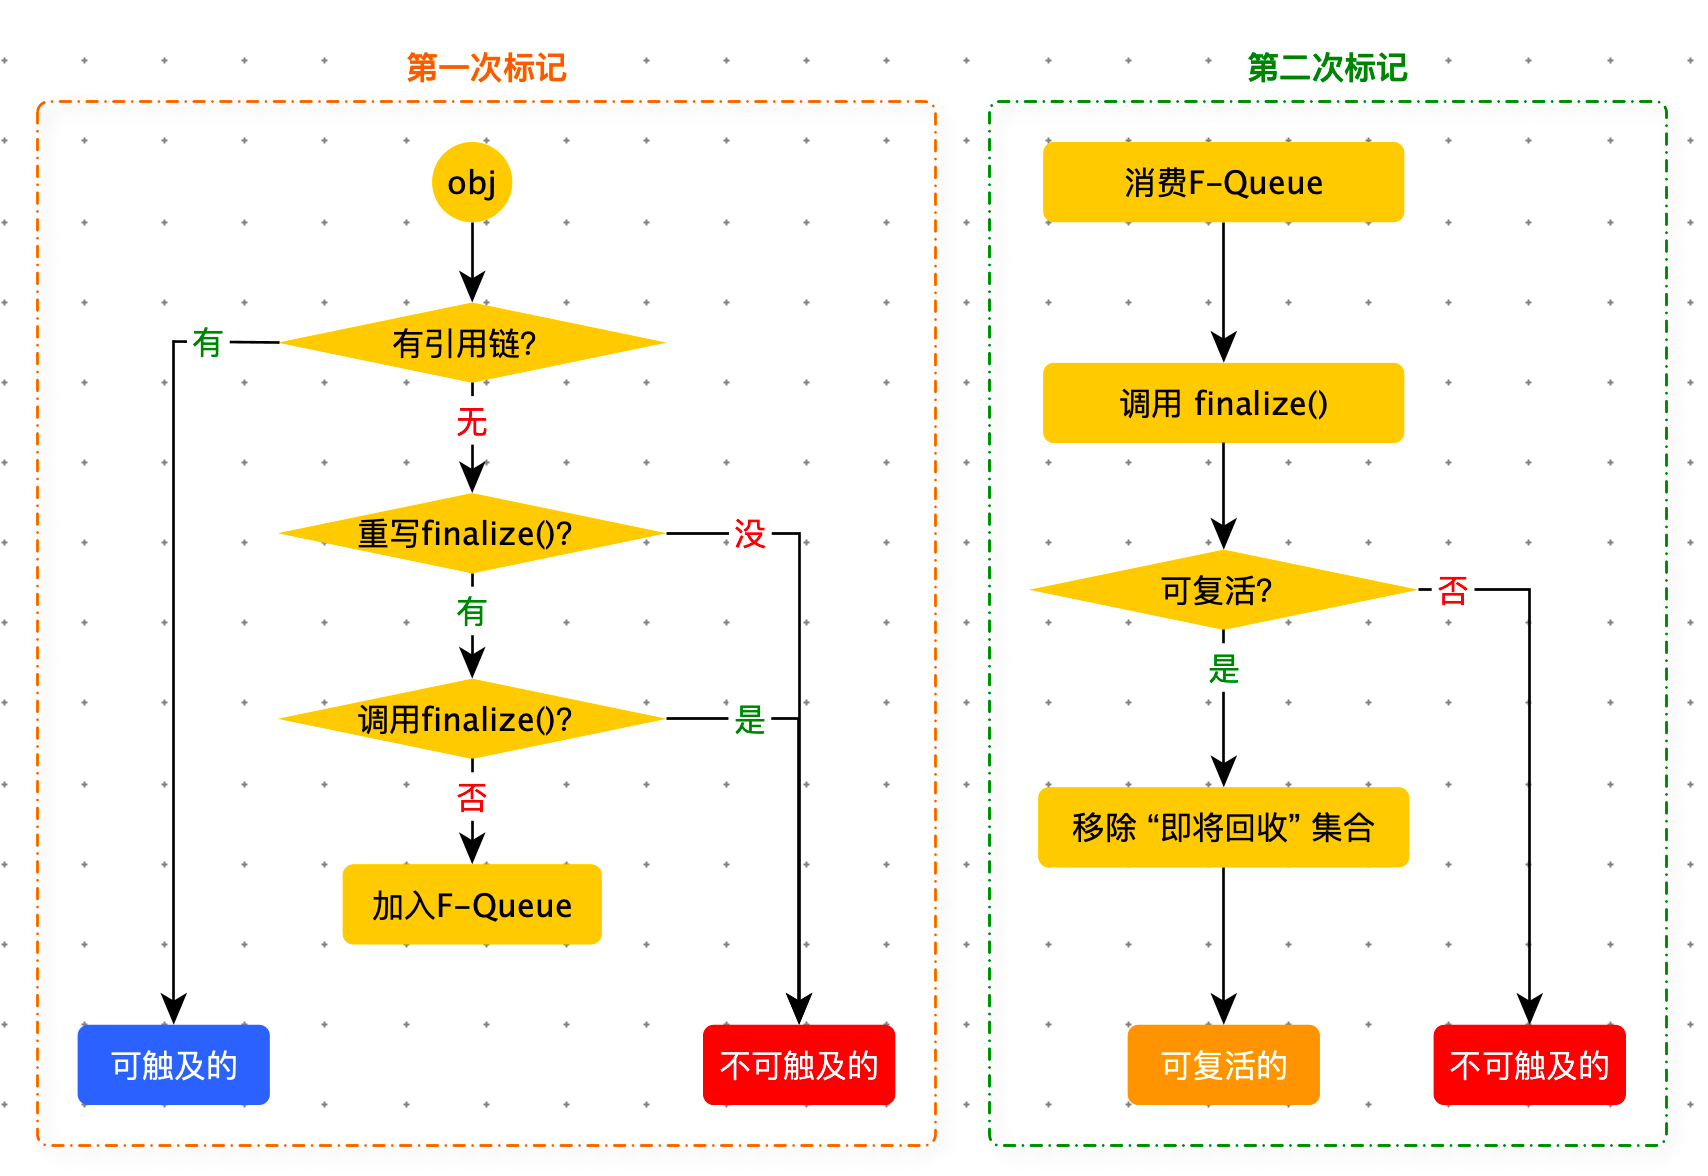 第一次标记
obj
有引用链?
有
无
重写finalize()?
没
有
调用finalize()?
是
否
加入F-Queue
可触及的
不可触及的
第二次标记
消费F-Queue
调用 finalize()
可复活?
否
是
移除 “即将回收” 集合
可复活的
不可触及的